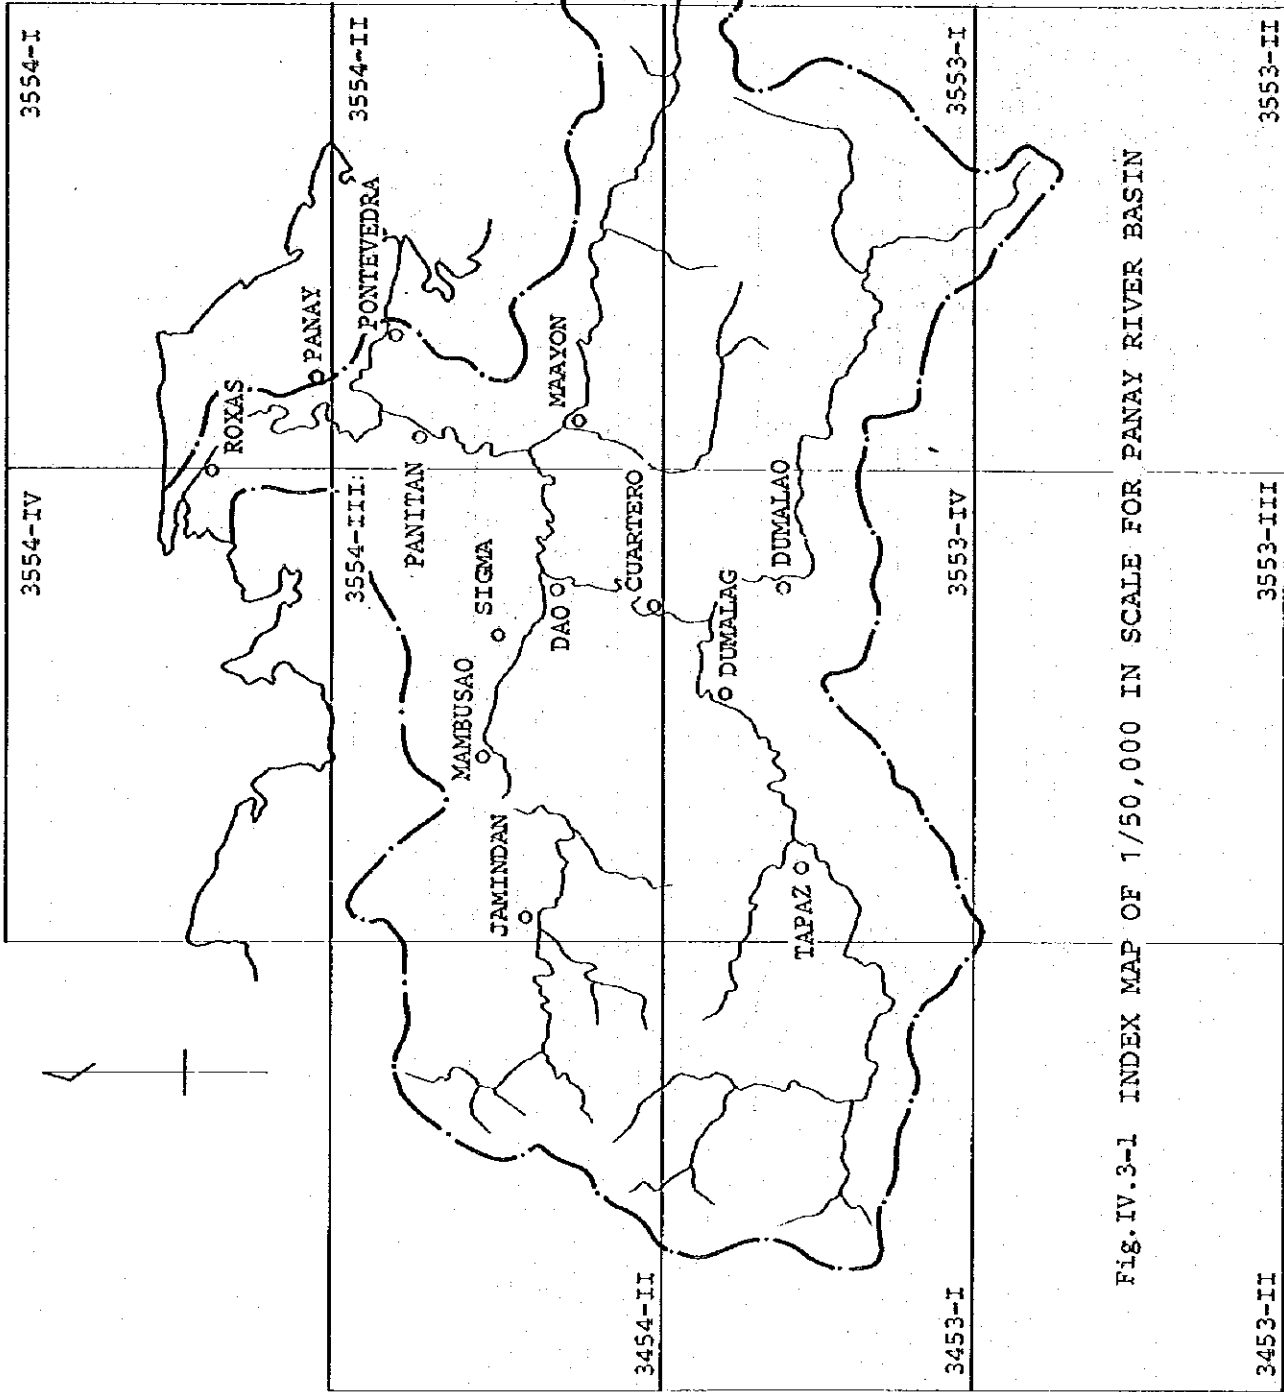 3554-IV
3554-I
ROXAS
PANAY
3554-III:
3554-II
PONTEVEDRA
PANITAN
MAMBUSAO
SIGMA
JAMINDAN
DAO
MAAYON
CUARTERO
3454-II
DUMALAG
DUMALAO
TAPAZ
3453-I
3553-IV
3553-I
Fig.IV.3-1 INDEX MAP OF 1/50,000 IN SCALE FOR PANAY RIVER BASIN
3453-II
3553-III
3553-II